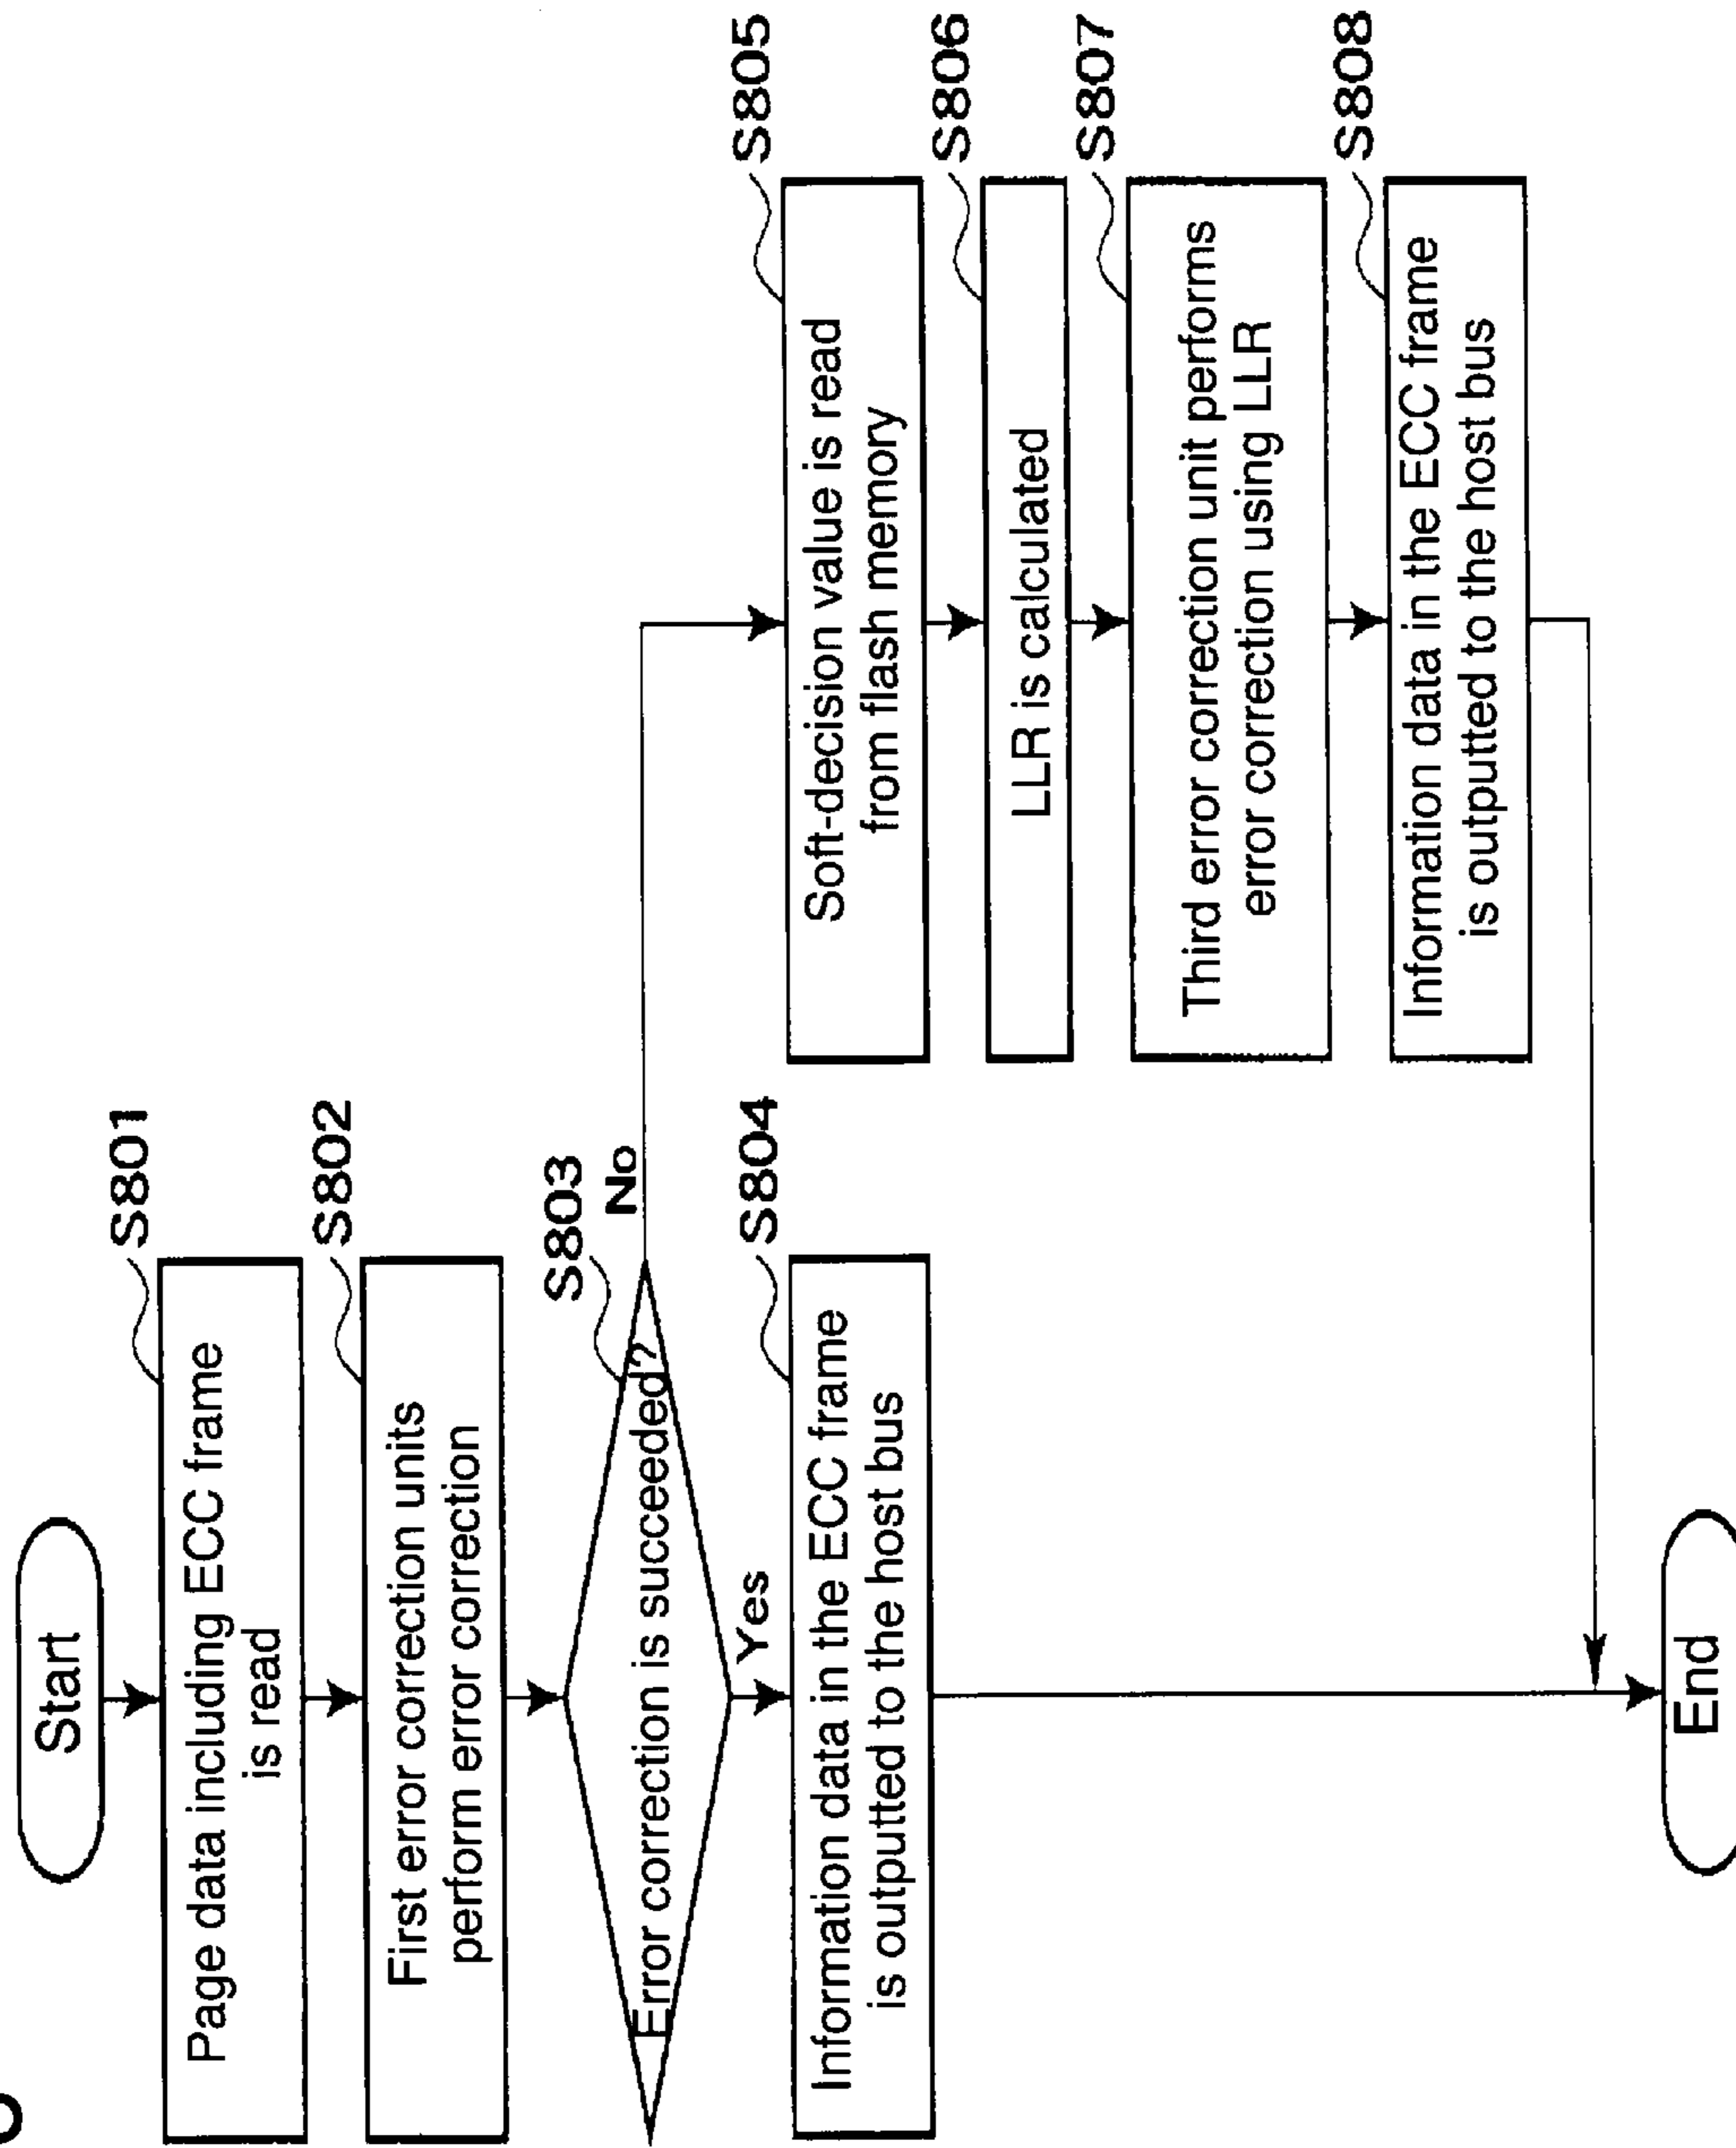 Start
S801
Page data including ECC frame
is read
S802
First error correction units
perform error correction
S803
Error correction is succeeded?
No
Yes
S804
Information data in the ECC frame
is outputted to the host bus
S805
Soft-decision value is read
from flash memory
S806
LLR is calculated
S807
Third error correction unit performs
error correction using LLR
S808
Information data in the ECC frame
is outputted to the host bus
End